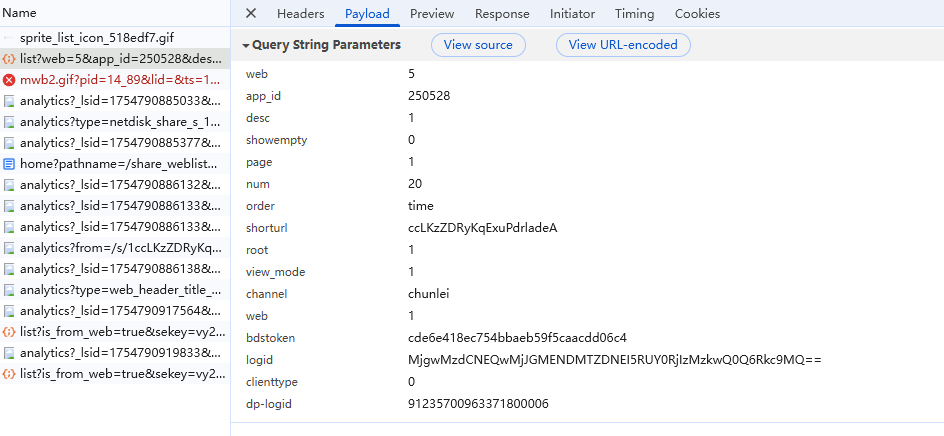 Name
sprite_list_icon_518edf7.gif
list?web=5&app_id=250528&des...
mwb2.gif?pid=14_89&lid=&ts=1...
analytics?_lsid=1754790885033&...
analytics?type=netdisk_share_s_1...
analytics?_lsid=1754790885377&...
home?pathname=/share_weblist...
analytics?_lsid=1754790886132&...
analytics?_lsid=1754790886133&...
analytics?_lsid=1754790886133&...
analytics?from=/s/1ccLKzZDRyKq...
analytics?_lsid=1754790886138&...
analytics?type=web_header_title_...
analytics?_lsid=1754790917564&...
list?is_from_web=true&sekey=vy2...
analytics?_lsid=1754790919833&...
list?is_from_web=true&sekey=vy2...
Headers Payload Preview Response Initiator Timing Cookies
Query String Parameters View source View URL-encoded
web 5
app_id 250528
desc 1
showempty 0
page 1
num 20
order time
shorturl ccLKzZDRyKqExuPdrladeA
root 1
view_mode 1
channel chunlei
web 1
bdstoken cde6e418ec754bbaeb59f5caacdd06c4
logid MjgwMzdCNEQwMjJGMENDMTZDNEI5RUY0RjIzMzkwQ0Q6Rkc9MQ==
clienttype 0
dp-logid 91235700963371800006